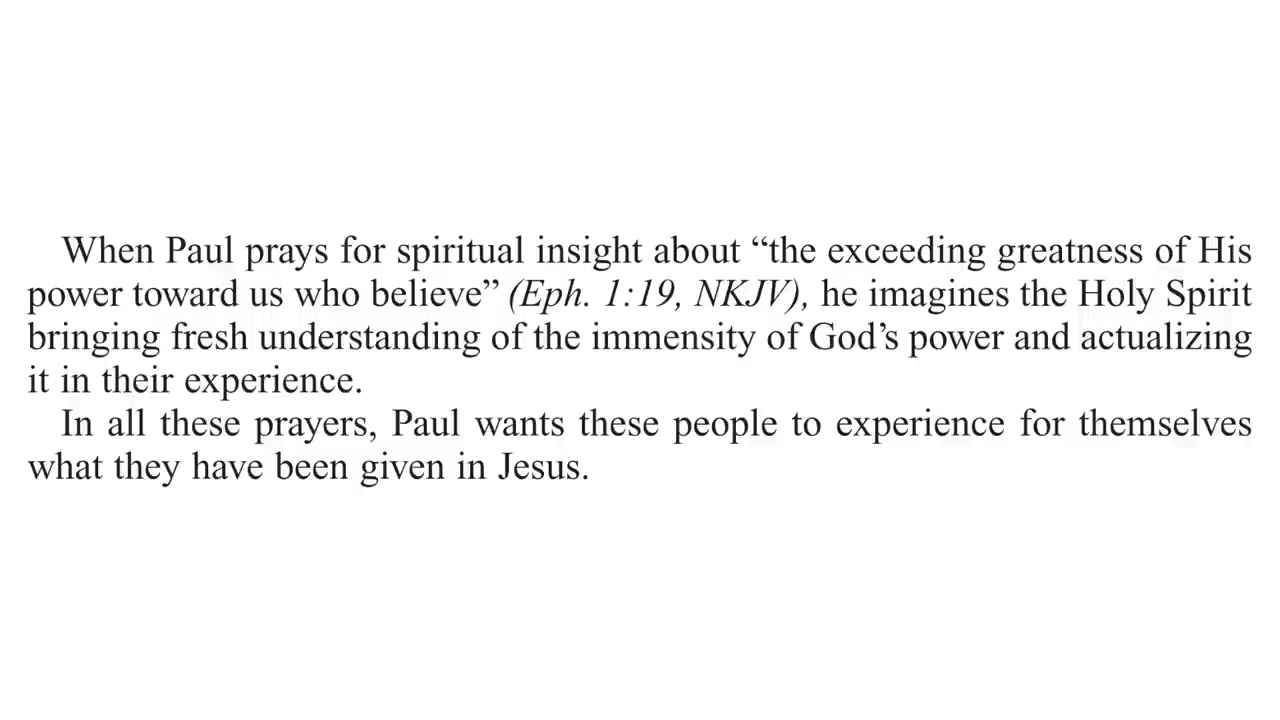 When Paul prays for spiritual insight about “the exceeding greatness of His
power toward us who believe” (Eph. 1:19, NKJV), he imagines the Holy Spirit
bringing fresh understanding of the immensity of God’s power and actualizing
it in their experience.
In all these prayers, Paul wants these people to experience for themselves
what they have been given in Jesus.